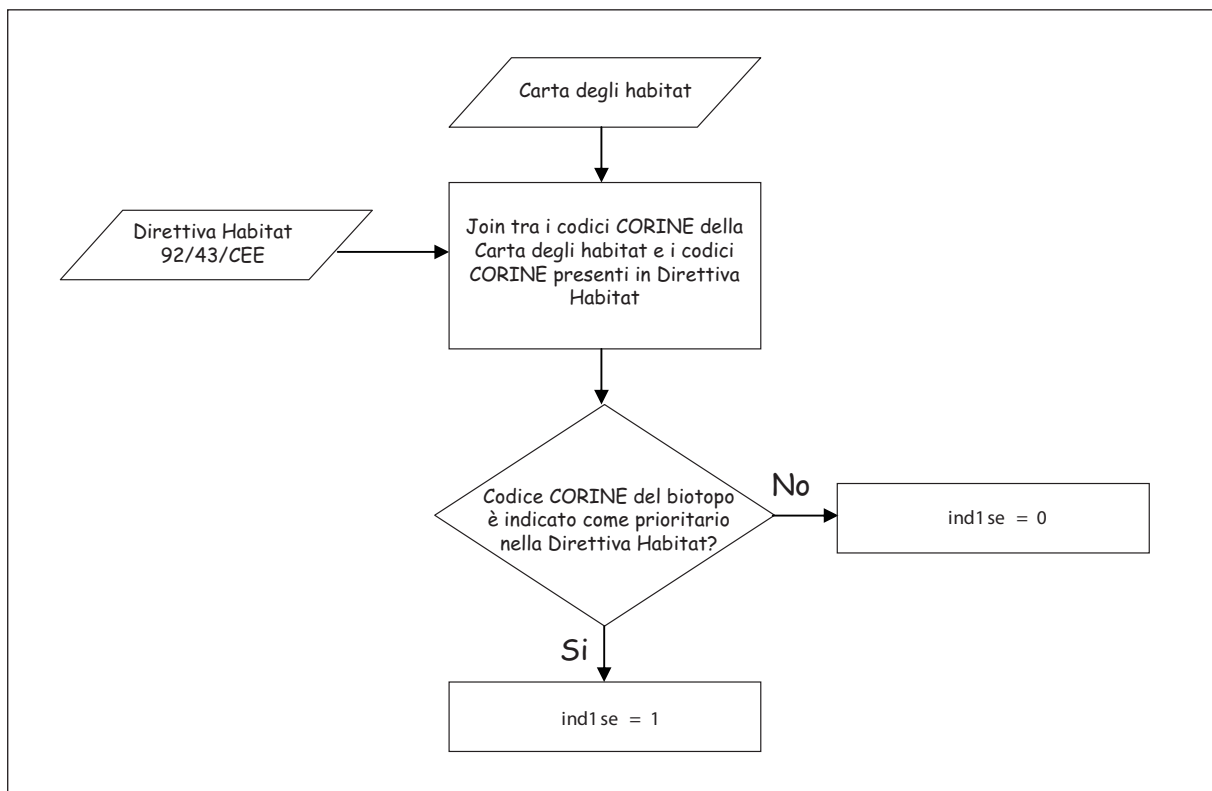 Carta degli habitat
Direttiva Habitat
92/43/CEE
Join tra i codici CORINE della
Carta degli habitat e i codici
CORINE presenti in Direttiva
Habitat
Codice CORINE del biotopo
è indicato come prioritario
nella Direttiva Habitat?
No
ind1se = 0
Si
ind1se = 1